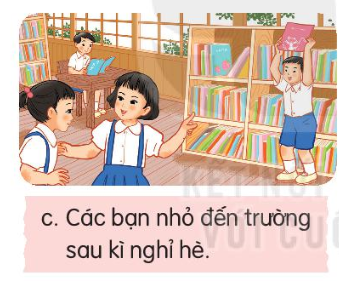 c. Các bạn nhỏ đến trường
sau kì nghỉ hè.